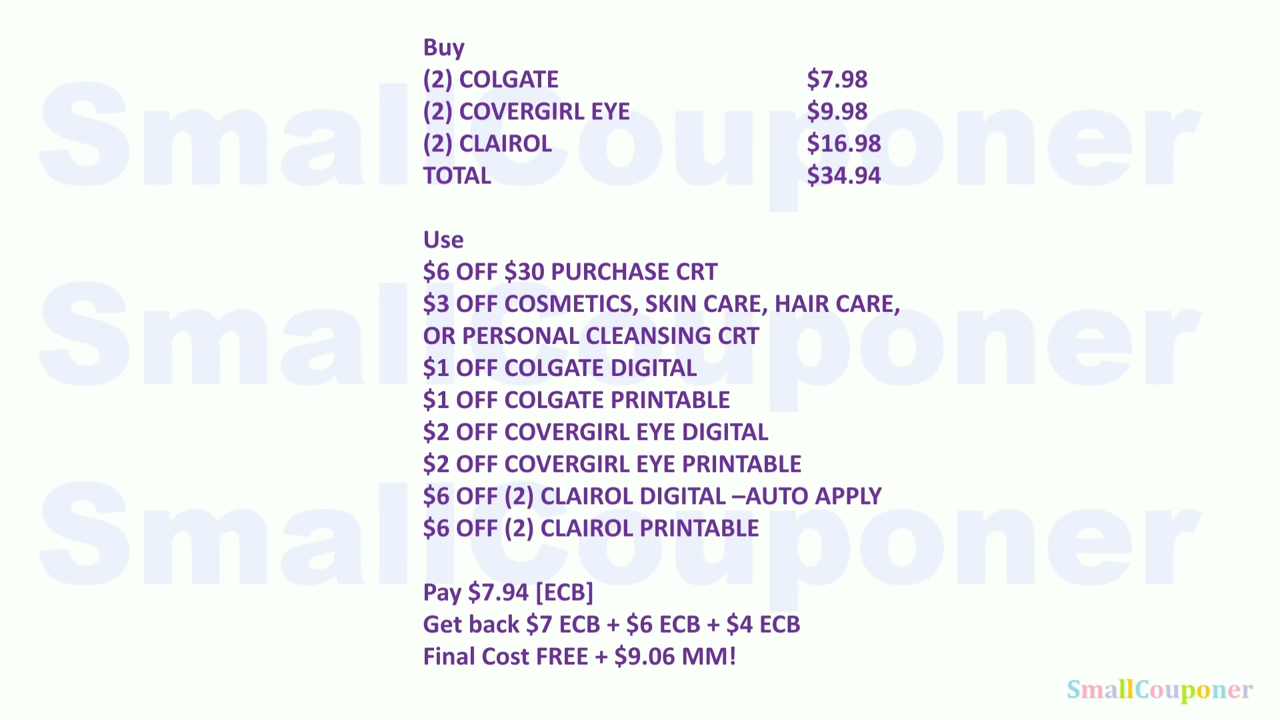 Buy
(2) COLGATE $7.98
(2) COVERGIRL EYE $9.98
(2) CLAIROL $16.98
TOTAL $34.94
Use
$6 OFF $30 PURCHASE CRT
$3 OFF COSMETICS, SKIN CARE, HAIR CARE,
OR PERSONAL CLEANSING CRT
$1 OFF COLGATE DIGITAL
$1 OFF COLGATE PRINTABLE
$2 OFF COVERGIRL EYE DIGITAL
$2 OFF COVERGIRL EYE PRINTABLE
$6 OFF (2) CLAIROL DIGITAL –AUTO APPLY
$6 OFF (2) CLAIROL PRINTABLE
Pay $7.94 [ECB]
Get back $7 ECB + $6 ECB + $4 ECB
Final Cost FREE + $9.06 MM!
SmallCouponer
SmallCouponer
SmallCouponer
SmallCouponer